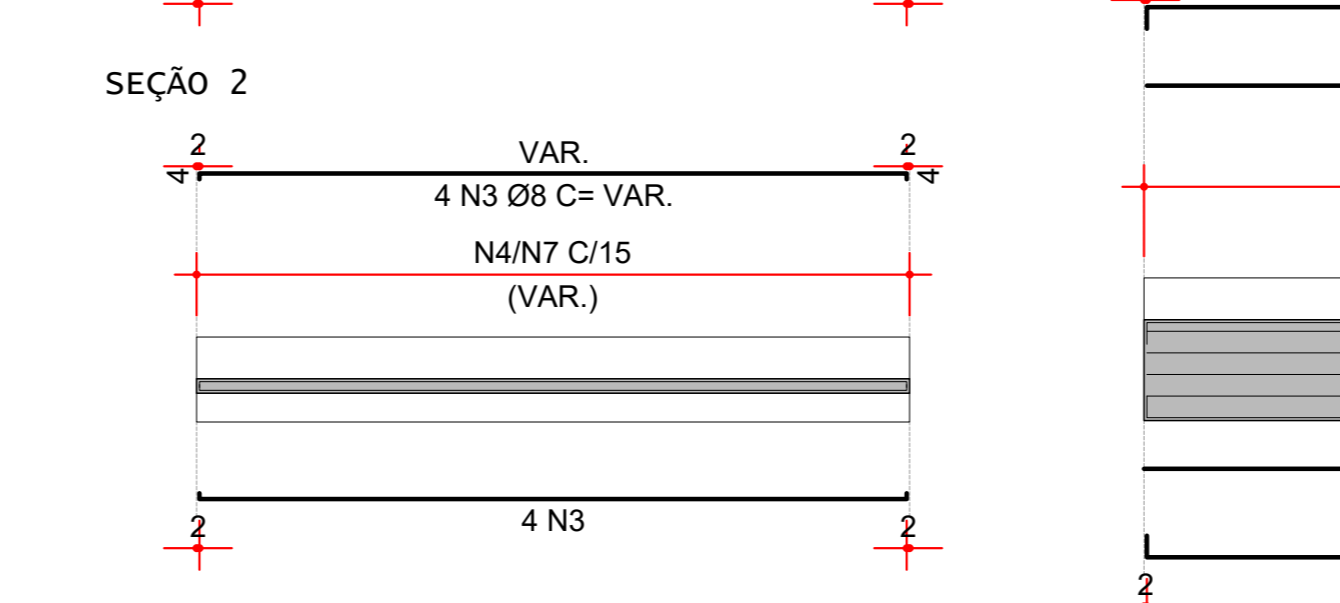 SEÇÃO 2
2 VAR. 2
4 4
4 N3 Ø8 C= VAR.
N4/N7 C/15
(VAR.)
4 N3
2 2
2